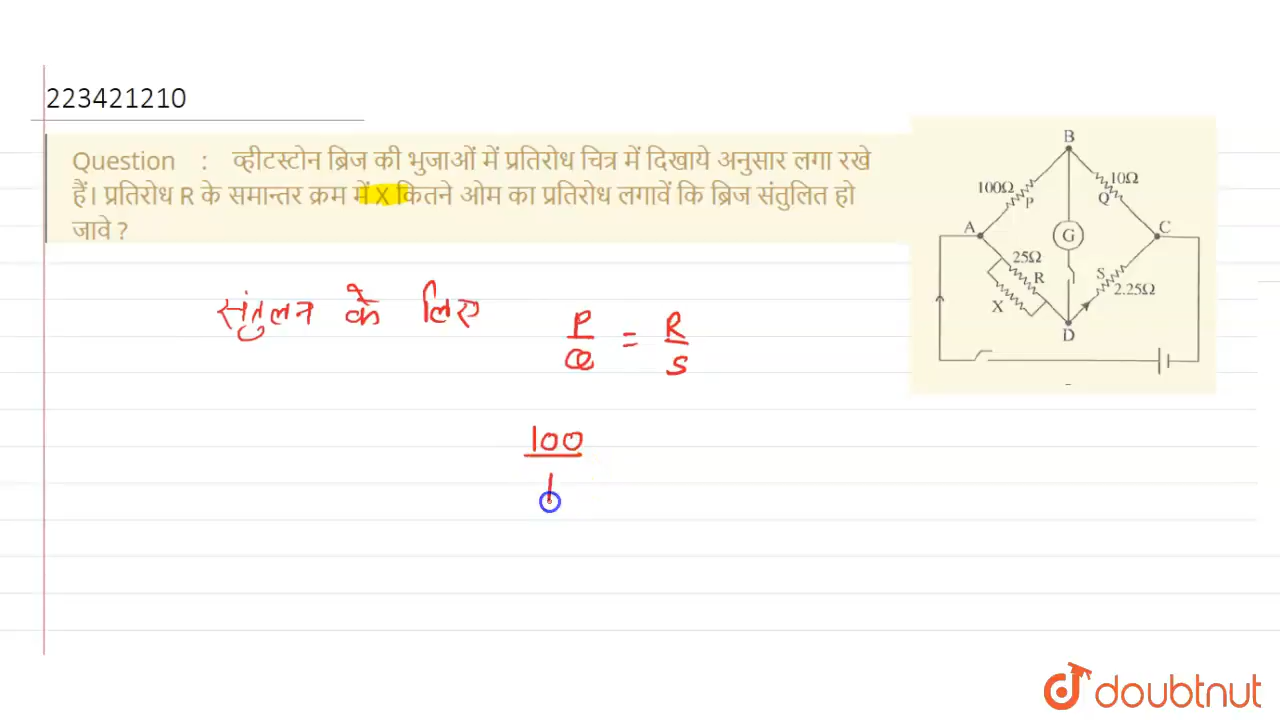 223421210
Question : व्हीटस्टोन ब्रिज की भुजाओं में प्रतिरोध चित्र में दिखाये अनुसार लगा रखे
हैं। प्रतिरोध R के समान्तर क्रम में X कितने ओम का प्रतिरोध लगावें कि ब्रिज संतुलित हो
जावे ?
B
100Ω
P
10Ω
Q
A
G
C
25Ω
R
X
S
2.25Ω
D
संतुलन के लिए
P/Q = R/S
100
1
doubtnut